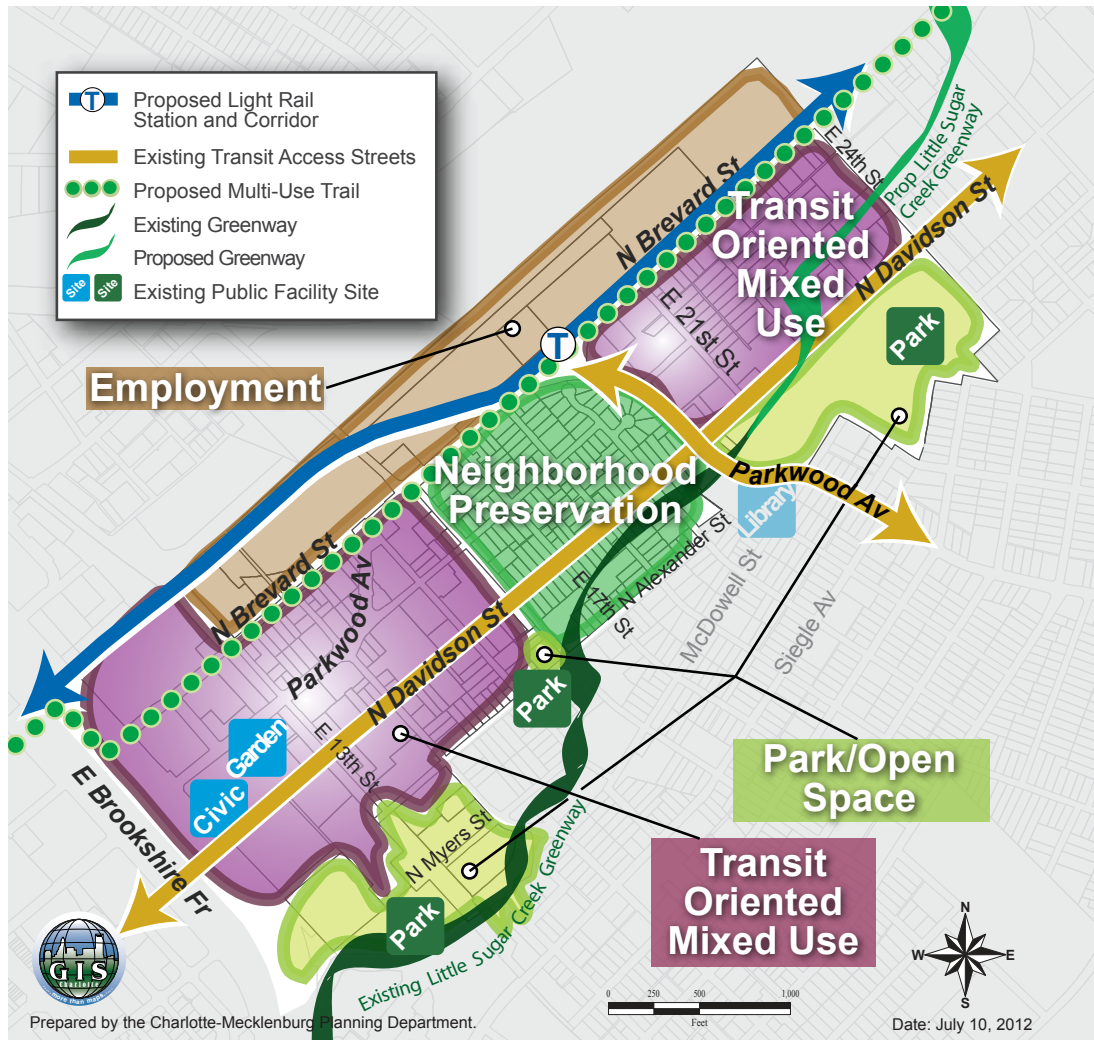 T
Proposed Light Rail
Station and Corridor
Existing Transit Access Streets
Proposed Multi-Use Trail
Existing Greenway
Proposed Greenway
Site Site
Existing Public Facility Site
N Brevard St
E 24th St
Prop Little Sugar
Creek Greenway
Transit
Oriented
Mixed
Use
N Davidson St
E 21st St
Park
T
Employment
Neighborhood
Preservation
Parkwood Av
Library
N Brevard St
Parkwood Av
N Alexander St
E 17th St
McDowell St
Siegle Av
N Davidson St
Park
Garden
Civic
E 13th St
E Brookshire Fr
N Myers St
Park
Existing Little Sugar Creek Greenway
Park/Open
Space
Transit
Oriented
Mixed Use
GIS
Charlotte
...more than maps...
N
W E
S
0 250 500 1,000
Feet
Prepared by the Charlotte-Mecklenburg Planning Department.
Date: July 10, 2012